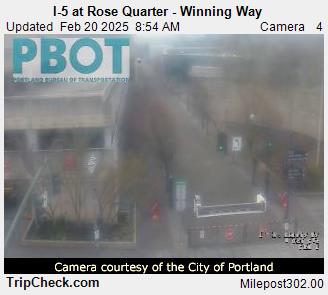 I-5 at Rose Quarter - Winning Way
Updated  Feb 20 2025  8:54 AM
Camera  4
PBOT
PORTLAND BUREAU OF TRANSPORTATION
Camera courtesy of the City of Portland
TripCheck.com
Milepost302.00